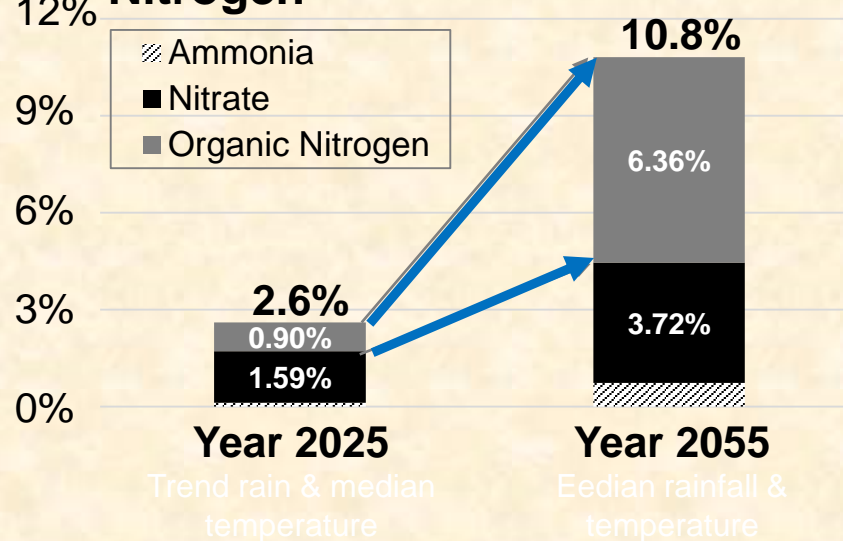 Nitrogen
12%
Ammonia
Nitrate
Organic Nitrogen
9%
6%
3%
0%
2.6%
0.90%
1.59%
10.8%
6.36%
3.72%
Year 2025
Trend rain & median
temperature
Year 2055
Eedian rainfall &
temperature